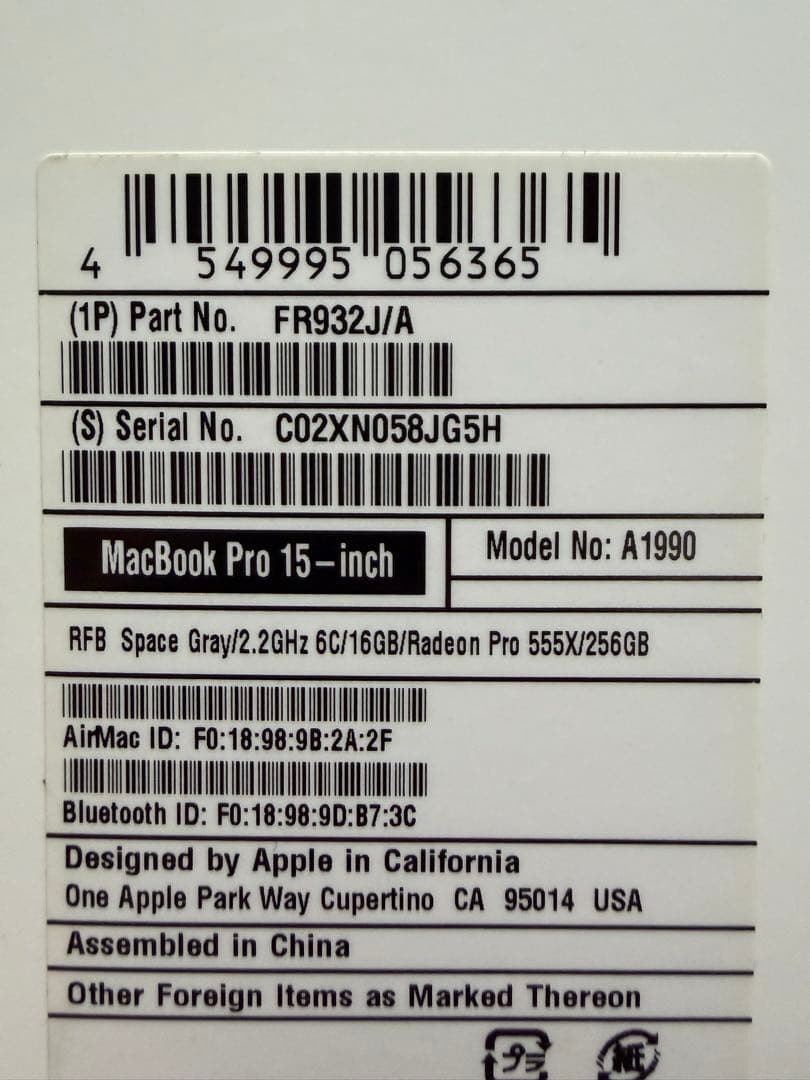 4 549995 056365
(1P) Part No. FR932J/A
(S) Serial No. C02XN058JG5H
MacBook Pro 15-inch
Model No: A1990
RFB Space Gray/2.2GHz 6C/16GB/Radeon Pro 555X/256GB
AirMac ID: F0:18:98:9B:2A:2F
Bluetooth ID: F0:18:98:9D:B7:3C
Designed by Apple in California
One Apple Park Way Cupertino CA 95014 USA
Assembled in China
Other Foreign Items as Marked Thereon
プラ